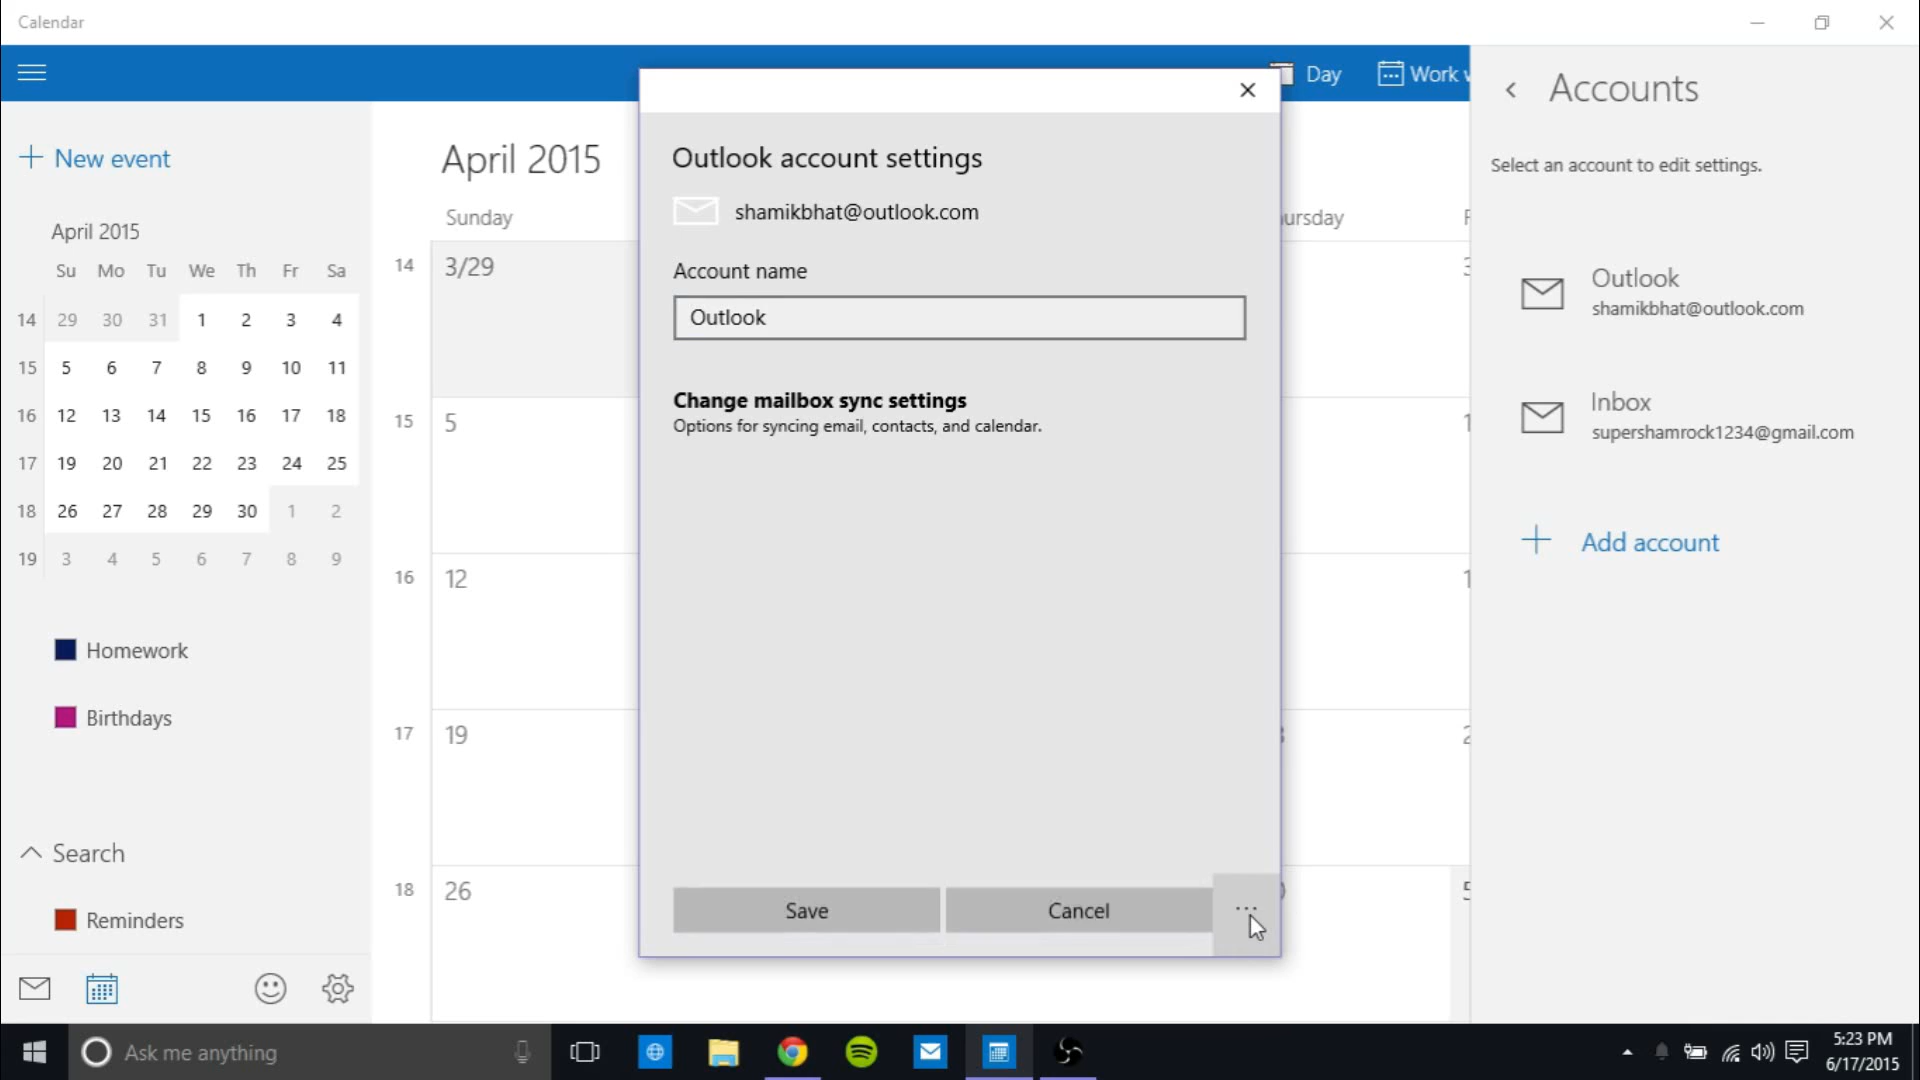 Calendar
Day
Work
New event
April 2015
Su Mo Tu We Th Fr Sa
14 29 30 31 1 2 3 4
15 5 6 7 8 9 10 11
16 12 13 14 15 16 17 18
17 19 20 21 22 23 24 25
18 26 27 28 29 30 1 2
19 3 4 5 6 7 8 9
Homework
Birthdays
Search
Reminders
April 2015
Sunday
ursday
14 3/29
15 5
16 12
17 19
18 26
Outlook account settings
shamikbhat@outlook.com
Account name
Outlook
Change mailbox sync settings
Options for syncing email, contacts, and calendar.
Save Cancel ...
Accounts
Select an account to edit settings.
Outlook
shamikbhat@outlook.com
Inbox
supershamrock1234@gmail.com
Add account
Ask me anything
5:23 PM
6/17/2015